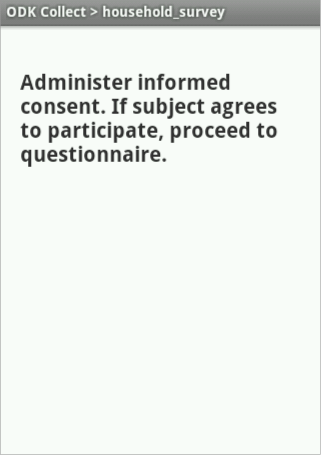 ODK Collect > household_survey
Administer informed
consent. If subject agrees
to participate, proceed to
questionnaire.